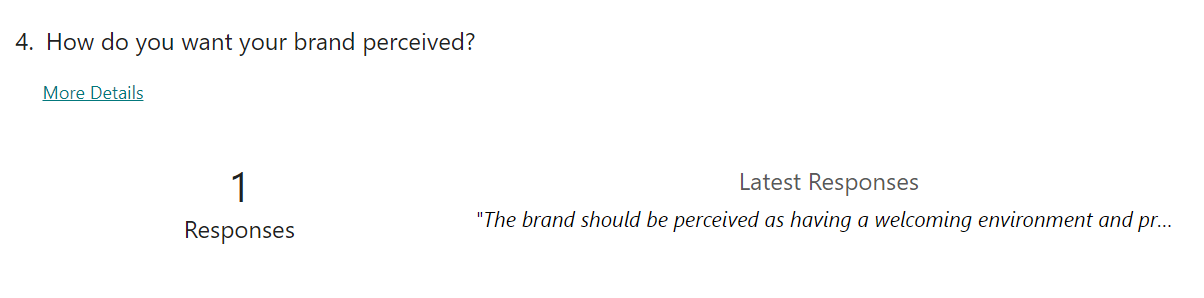 4. How do you want your brand perceived?
More Details
1
Responses
Latest Responses
"The brand should be perceived as having a welcoming environment and pr...